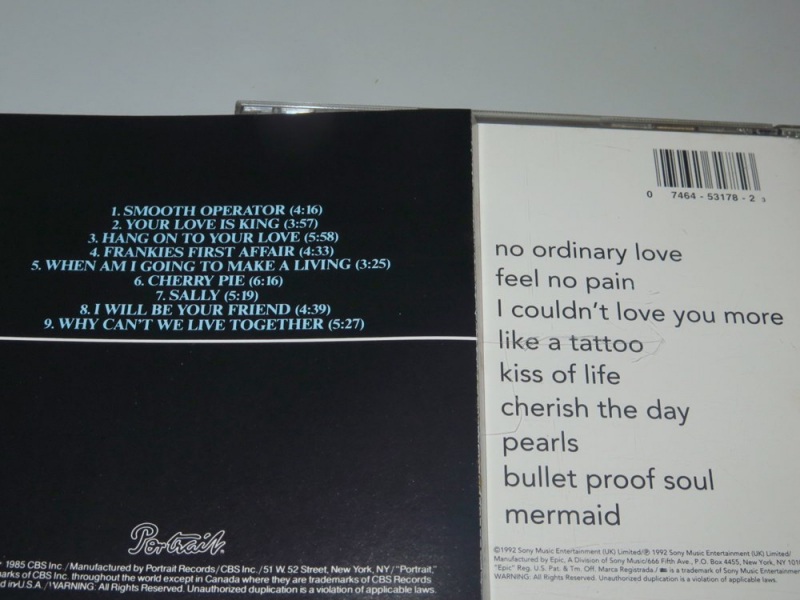 1. SMOOTH OPERATOR (4:16)
2. YOUR LOVE IS KING (3:57)
3. HANG ON TO YOUR LOVE (5:58)
4. FRANKIES FIRST AFFAIR (4:33)
5. WHEN AM I GOING TO MAKE A LIVING (3:25)
6. CHERRY PIE (6:16)
7. SALLY (5:19)
8. I WILL BE YOUR FRIEND (4:39)
9. WHY CAN'T WE LIVE TOGETHER (5:27)
Portrait.
1985 CBS Inc./Manufactured by Portrait Records/CBS Inc./51 W. 52 Street, New York, NY/"Portrait,"
arks of CBS Inc. throughout the world except in Canada where they are trademarks of CBS Records
in U.S.A./WARNING: All Rights Reserved. Unauthorized duplication is a violation of applicable laws.
0 7464-53178-2 3
no ordinary love
feel no pain
I couldn't love you more
like a tattoo
kiss of life
cherish the day
pearls
bullet proof soul
mermaid
©1992 Sony Music Entertainment (UK) Limited/℗ 1992 Sony Music Entertainment (UK) Limited/
Manufactured by Epic, A Division of Sony Music/666 Fifth Ave., P.O. Box 4455, New York, NY 101
"Epic" Reg. U.S. Pat. & Tm. Off. Marca Registrada./ is a trademark of Sony Music Entertainmen
WARNING: All Rights Reserved. Unauthorized duplication is a violation of applicable laws.